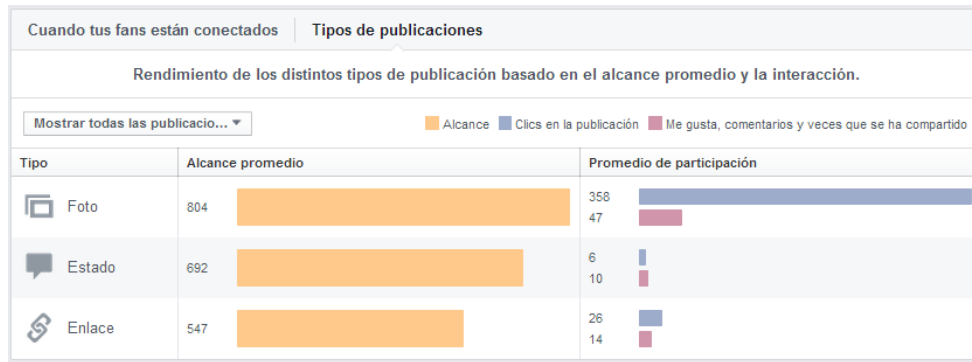 Cuando tus fans están conectados Tipos de publicaciones
Rendimiento de los distintos tipos de publicación basado en el alcance promedio y la interacción.
Mostrar todas las publicacio... Alcance Clics en la publicación Me gusta, comentarios y veces que se ha compartido
Tipo Alcance promedio Promedio de participación
Foto 804 358
47
Estado 692 6
10
Enlace 547 26
14